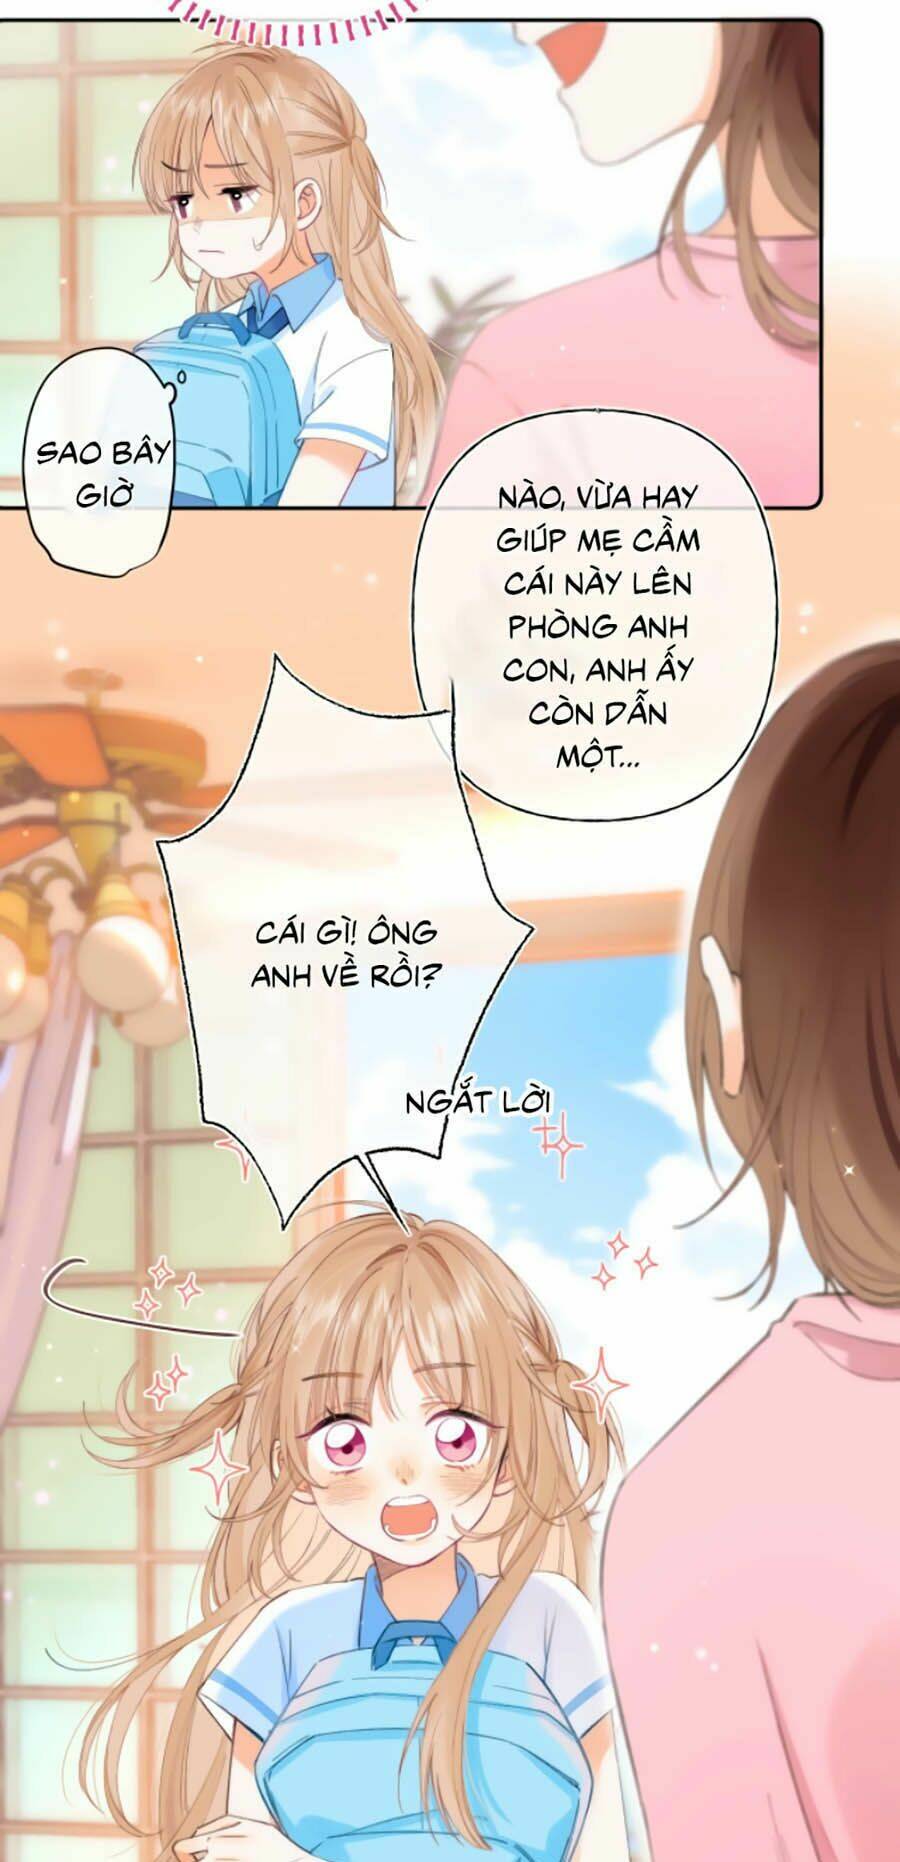 SAO BÂY
GIỜ
NÀO, VỪA HAY
GIÚP MẸ CẦM
CÁI NÀY LÊN
PHÒNG ANH
CON, ANH ẤY
CÒN DẪN
MỘT...
CÁI GÌ! ÔNG
ANH VỀ RỒI?
NGẮT LỜI